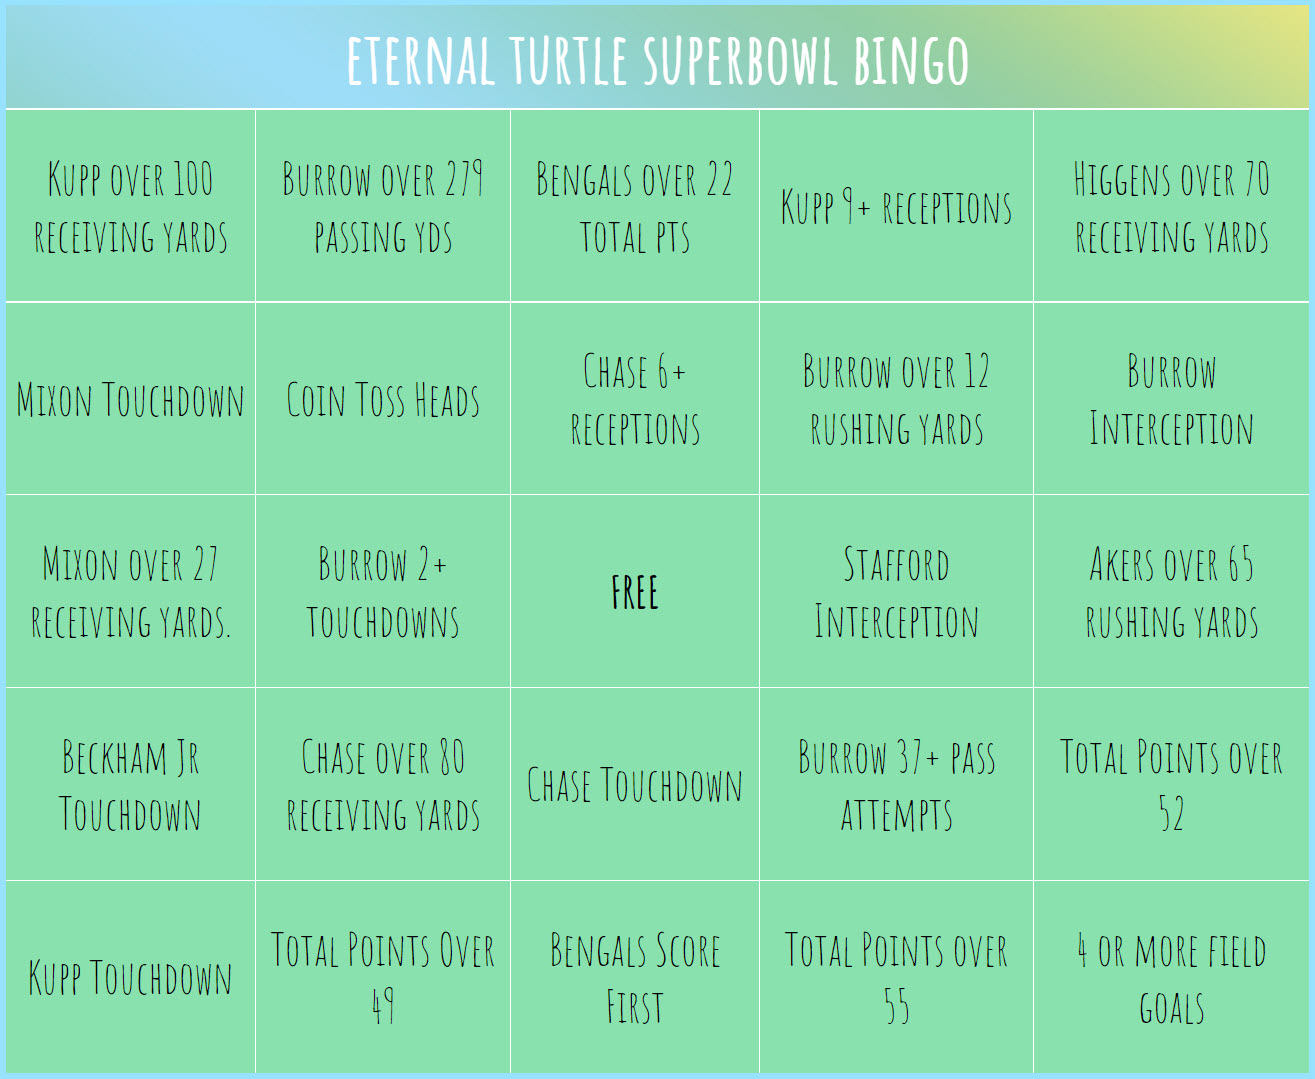 ETERNAL TURTLE SUPERBOWL BINGO
Kupp over 100
receiving yards
Burrow over 279
passing yds
Bengals over 22
total pts
Kupp 9+ receptions
Higgens over 70
receiving yards
Mixon Touchdown
Coin Toss Heads
Chase 6+
receptions
Burrow over 12
rushing yards
Burrow
Interception
Mixon over 27
receiving yards.
Burrow 2+
touchdowns
FREE
Stafford
Interception
Akers over 65
rushing yards
Beckham Jr
Touchdown
Chase over 80
receiving yards
Chase Touchdown
Burrow 37+ pass
attempts
Total Points over
52
Kupp Touchdown
Total Points Over
49
Bengals Score
First
Total Points over
55
4 or more field
goals